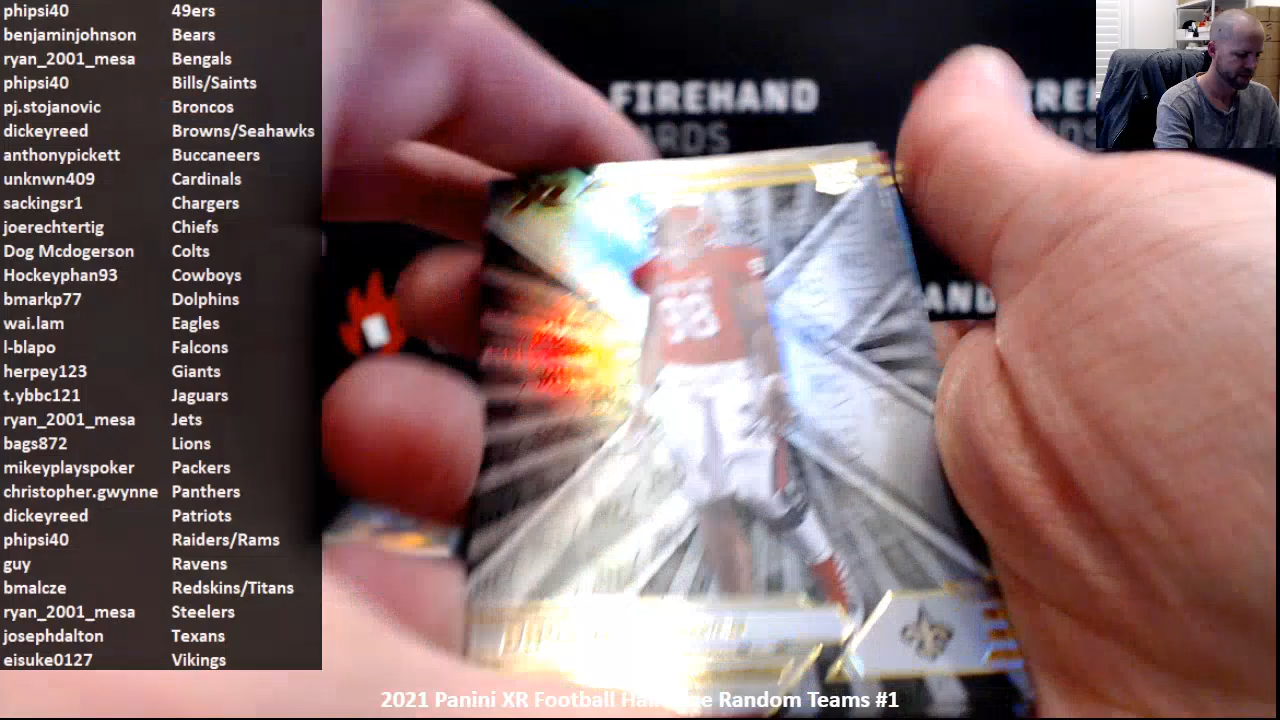 phipsi40 49ers
benjaminjohnson Bears
ryan_2001_mesa Bengals
phipsi40 Bills/Saints
pj.stojanovic Broncos
dickeyreed Browns/Seahawks
anthonypickett Buccaneers
unknwn409 Cardinals
sackingsr1 Chargers
joerechtertig Chiefs
Dog Mcdogerson Colts
Hockeyphan93 Cowboys
bmarkp77 Dolphins
wai.lam Eagles
l-blapo Falcons
herpey123 Giants
t.ybbc121 Jaguars
ryan_2001_mesa Jets
bags872 Lions
mikeyplayspoker Packers
christopher.gwynne Panthers
dickeyreed Patriots
phipsi40 Raiders/Rams
guy Ravens
bmalcze Redskins/Titans
ryan_2001_mesa Steelers
josephdalton Texans
eisuke0127 Vikings
FIREHAND
98
2021 Panini XR Football Random Teams #1